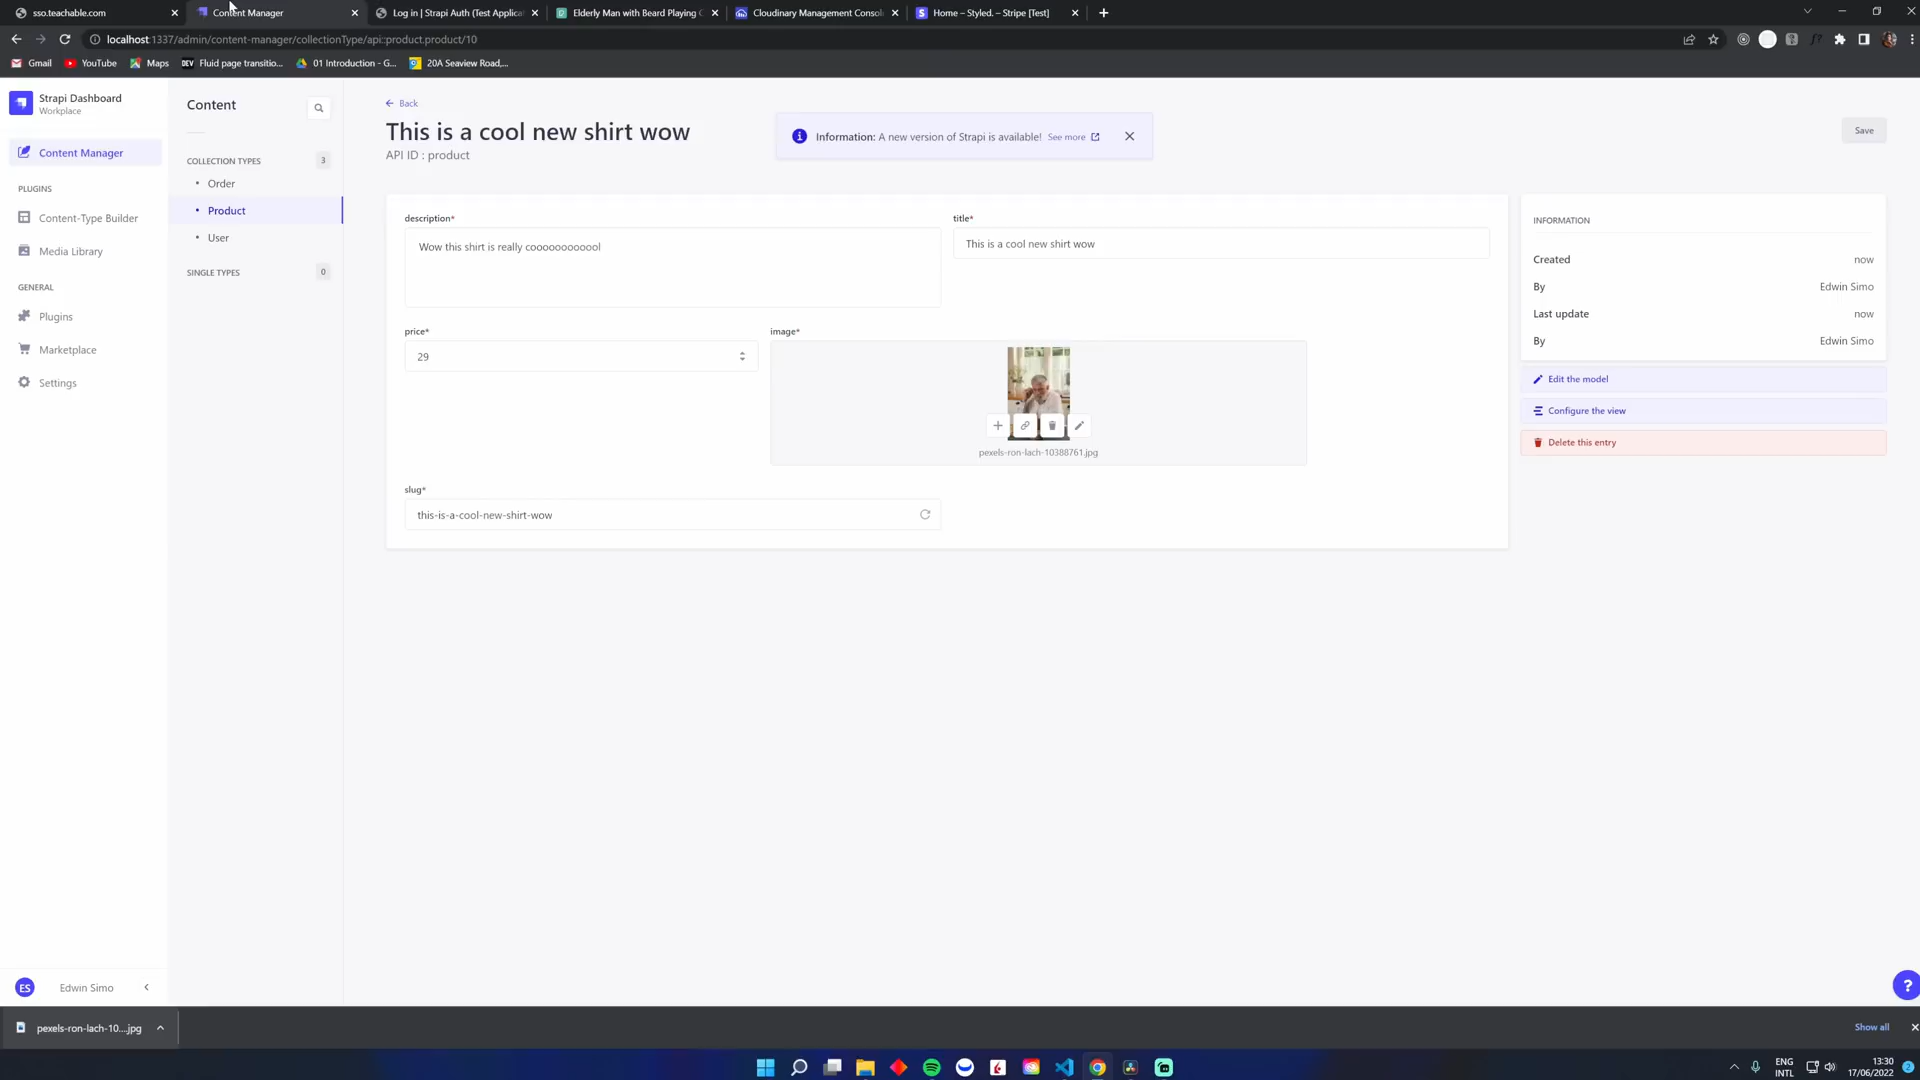 sso.teachable.com
Content Manager
Log in | Strapi Auth (Test Applicat
Elderly Man with Beard Playing C
Cloudinary Management Consol
Home – Styled. – Stripe [Test]
localhost:1337/admin/content-manager/collectionType/api::product.product/10
Gmail
YouTube
Maps
DEV
Fluid page transitio...
01 Introduction - G...
20A Seaview Road,...
Strapi Dashboard
Workplace
Content Manager
PLUGINS
Content-Type Builder
Media Library
GENERAL
Plugins
Marketplace
Settings
Content
COLLECTION TYPES
3
Order
Product
User
SINGLE TYPES
0
Back
This is a cool new shirt wow
API ID : product
Information: A new version of Strapi is available! See more
Save
description*
Wow this shirt is really cooooooooooool
title*
This is a cool new shirt wow
price*
29
image*
pexels-ron-lach-10388761.jpg
slug*
this-is-a-cool-new-shirt-wow
INFORMATION
Created
now
By
Edwin Simo
Last update
now
By
Edwin Simo
Edit the model
Configure the view
Delete this entry
ES
Edwin Simo
?
pexels-ron-lach-10....jpg
Show all
ENG
INTL
13:30
17/06/2022
2